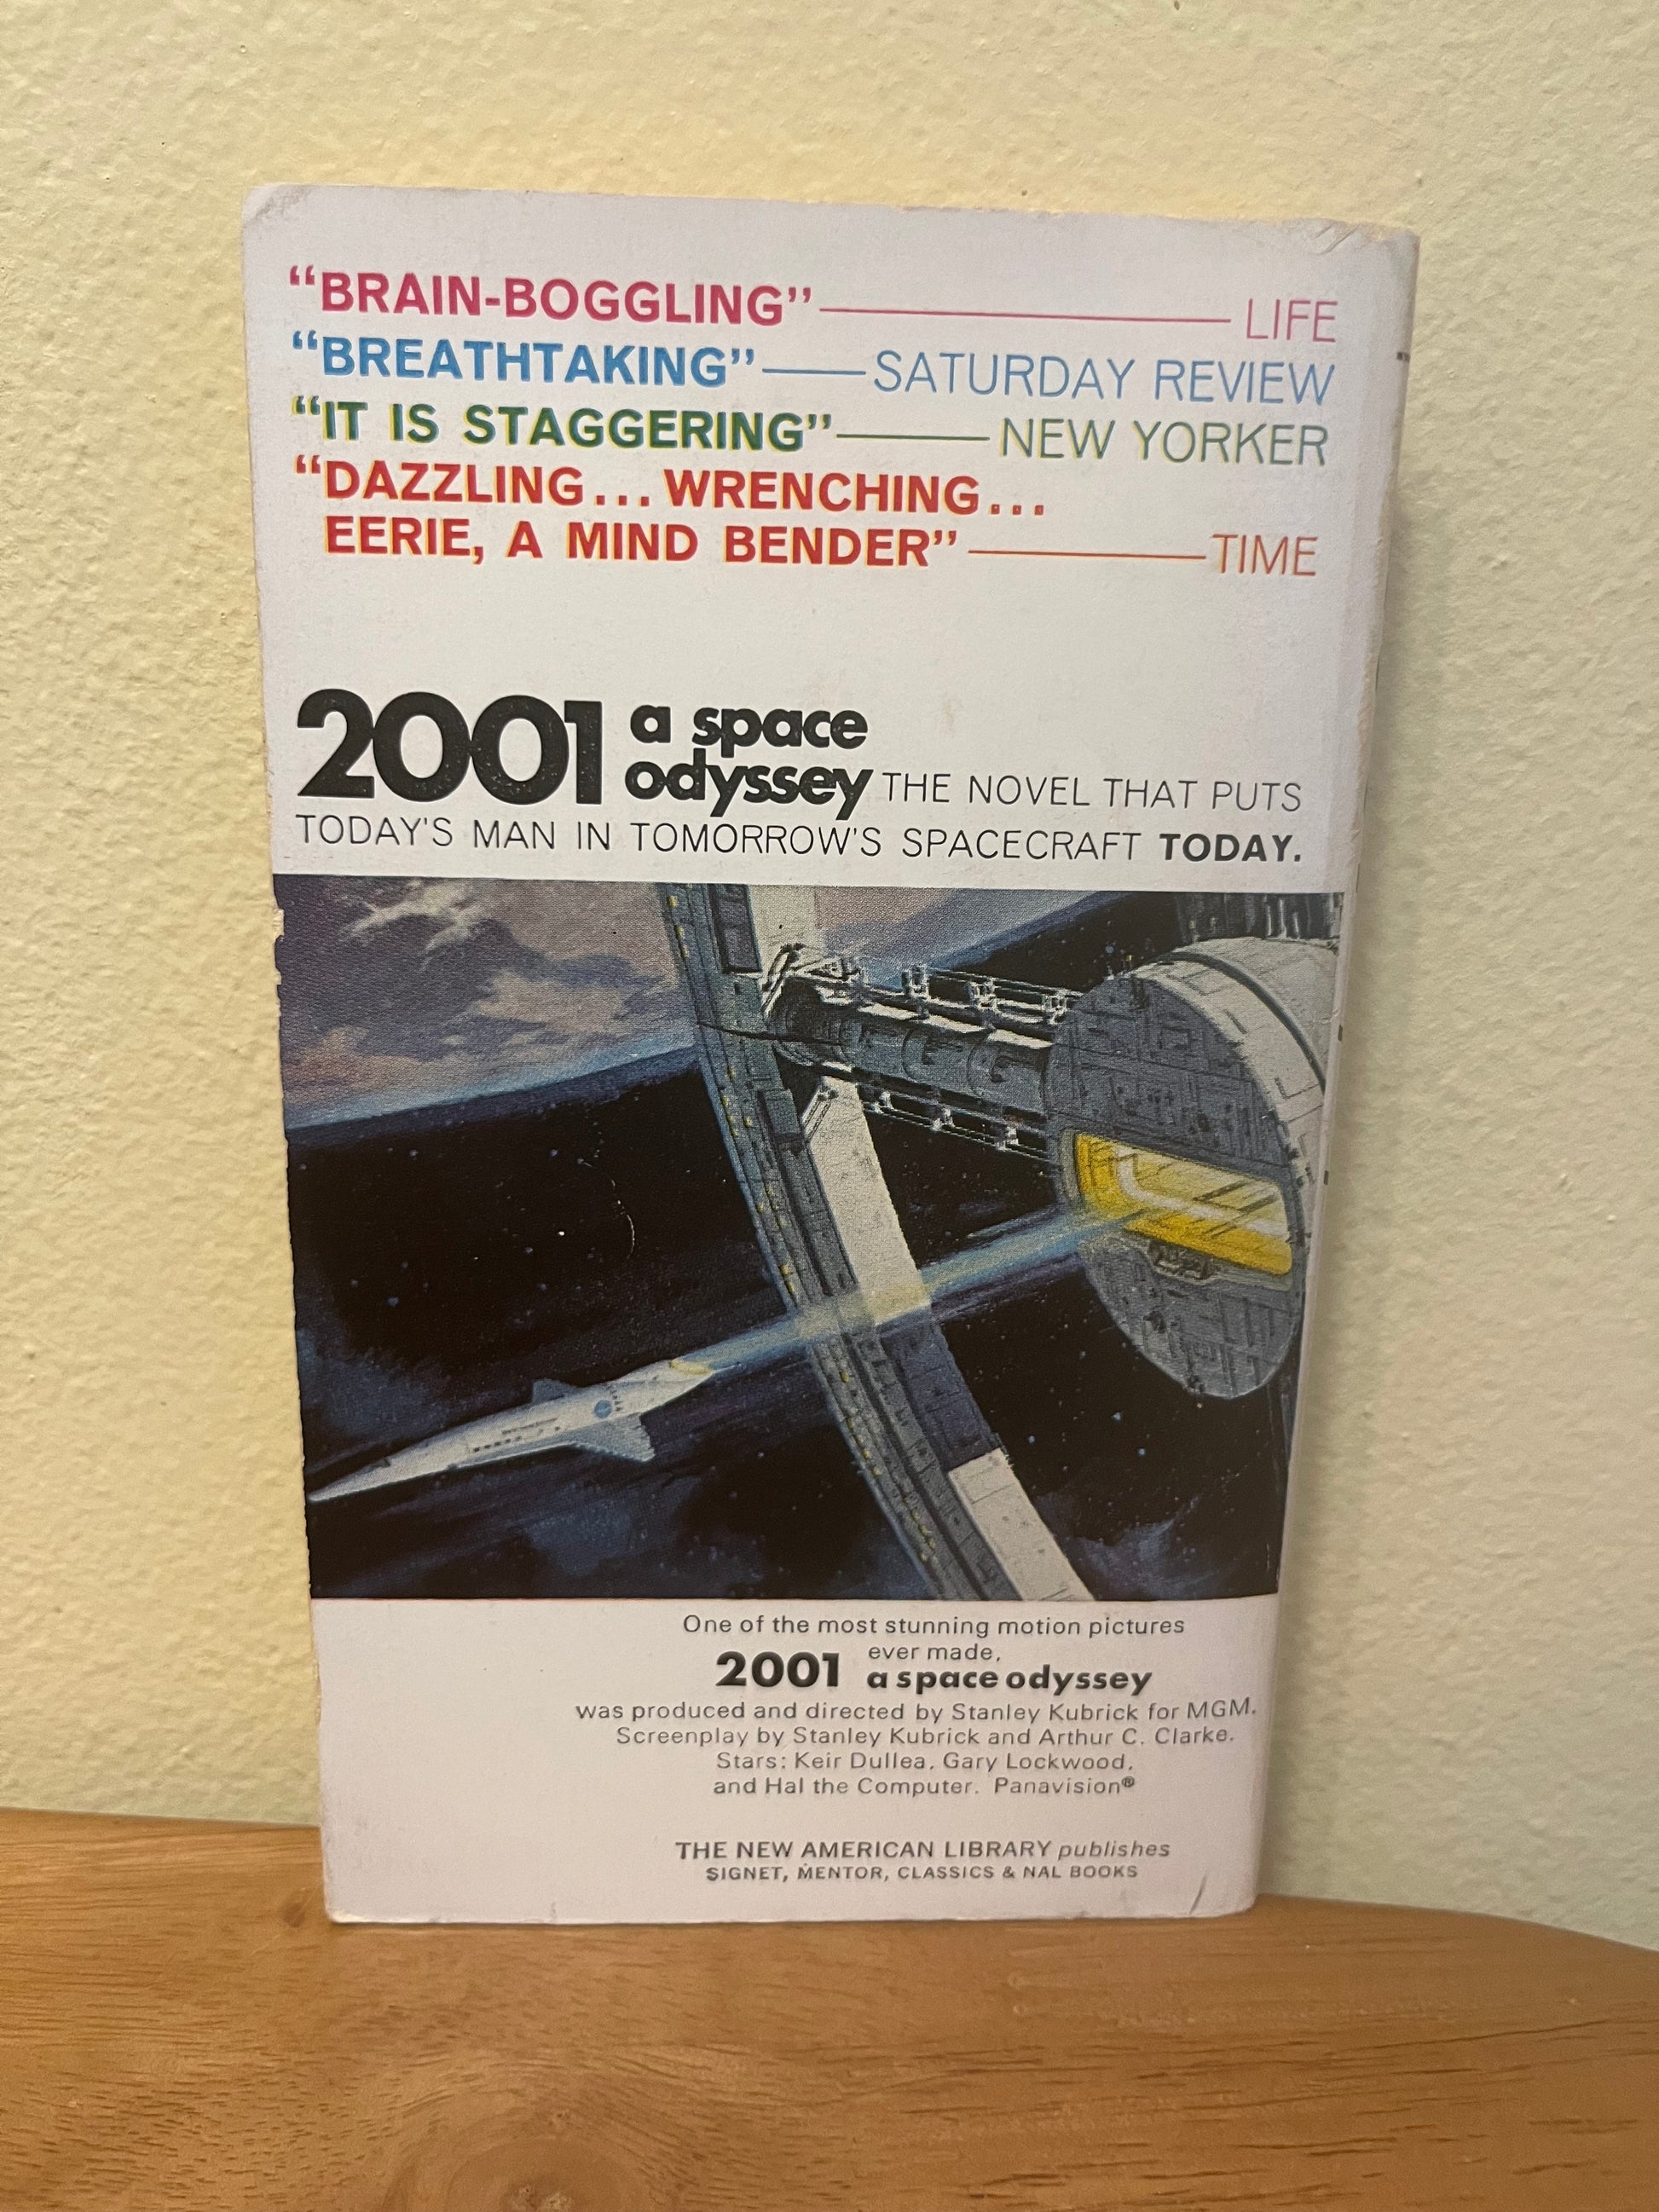 “BRAIN-BOGGLING”——LIFE
“BREATHTAKING”——SATURDAY REVIEW
“IT IS STAGGERING”——NEW YORKER
“DAZZLING...WRENCHING...
EERIE, A MIND BENDER”——TIME
2001 a space
odyssey THE NOVEL THAT PUTS
TODAY'S MAN IN TOMORROW'S SPACECRAFT TODAY.
One of the most stunning motion pictures
ever made,
2001 a space odyssey
was produced and directed by Stanley Kubrick for MGM.
Screenplay by Stanley Kubrick and Arthur C. Clarke.
Stars: Keir Dullea, Gary Lockwood,
and Hal the Computer. Panavision®
THE NEW AMERICAN LIBRARY publishes
SIGNET, MENTOR, CLASSICS & NAL BOOKS